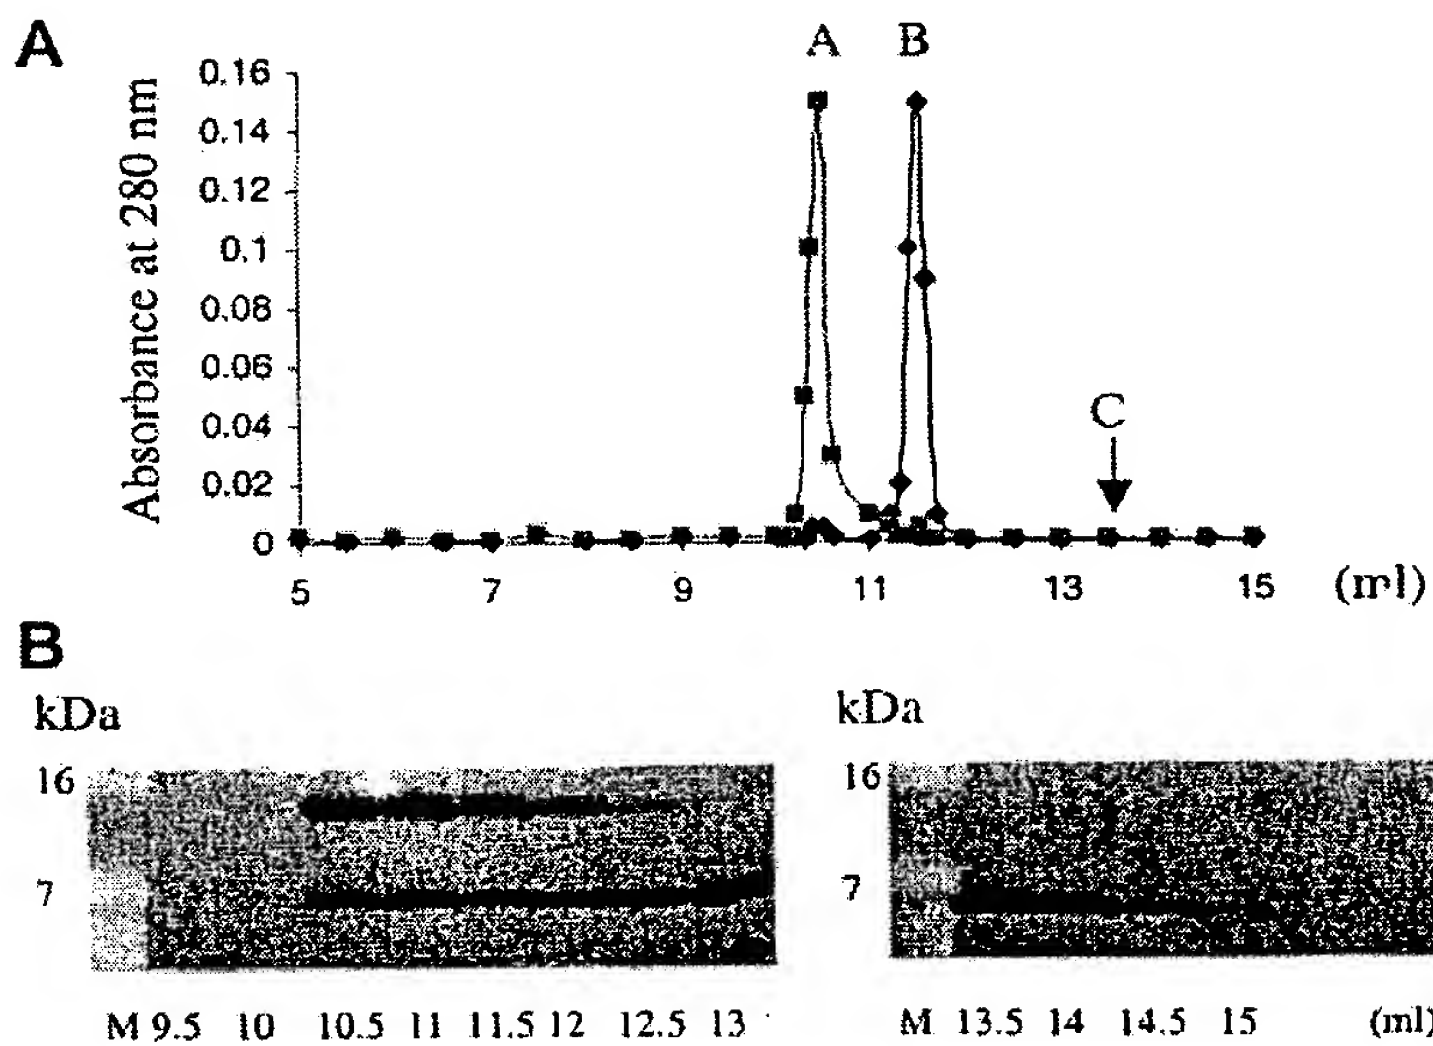 A
A B
0.16
0.14
0.12
0.1
0.08
0.06
0.04
0.02
0
Absorbance at 280 nm
C
5 7 9 11 13 15 (ml)
B
kDa kDa
16 16
7 7
M 9.5 10 10.5 11 11.5 12 12.5 13 M 13.5 14 14.5 15 (ml)